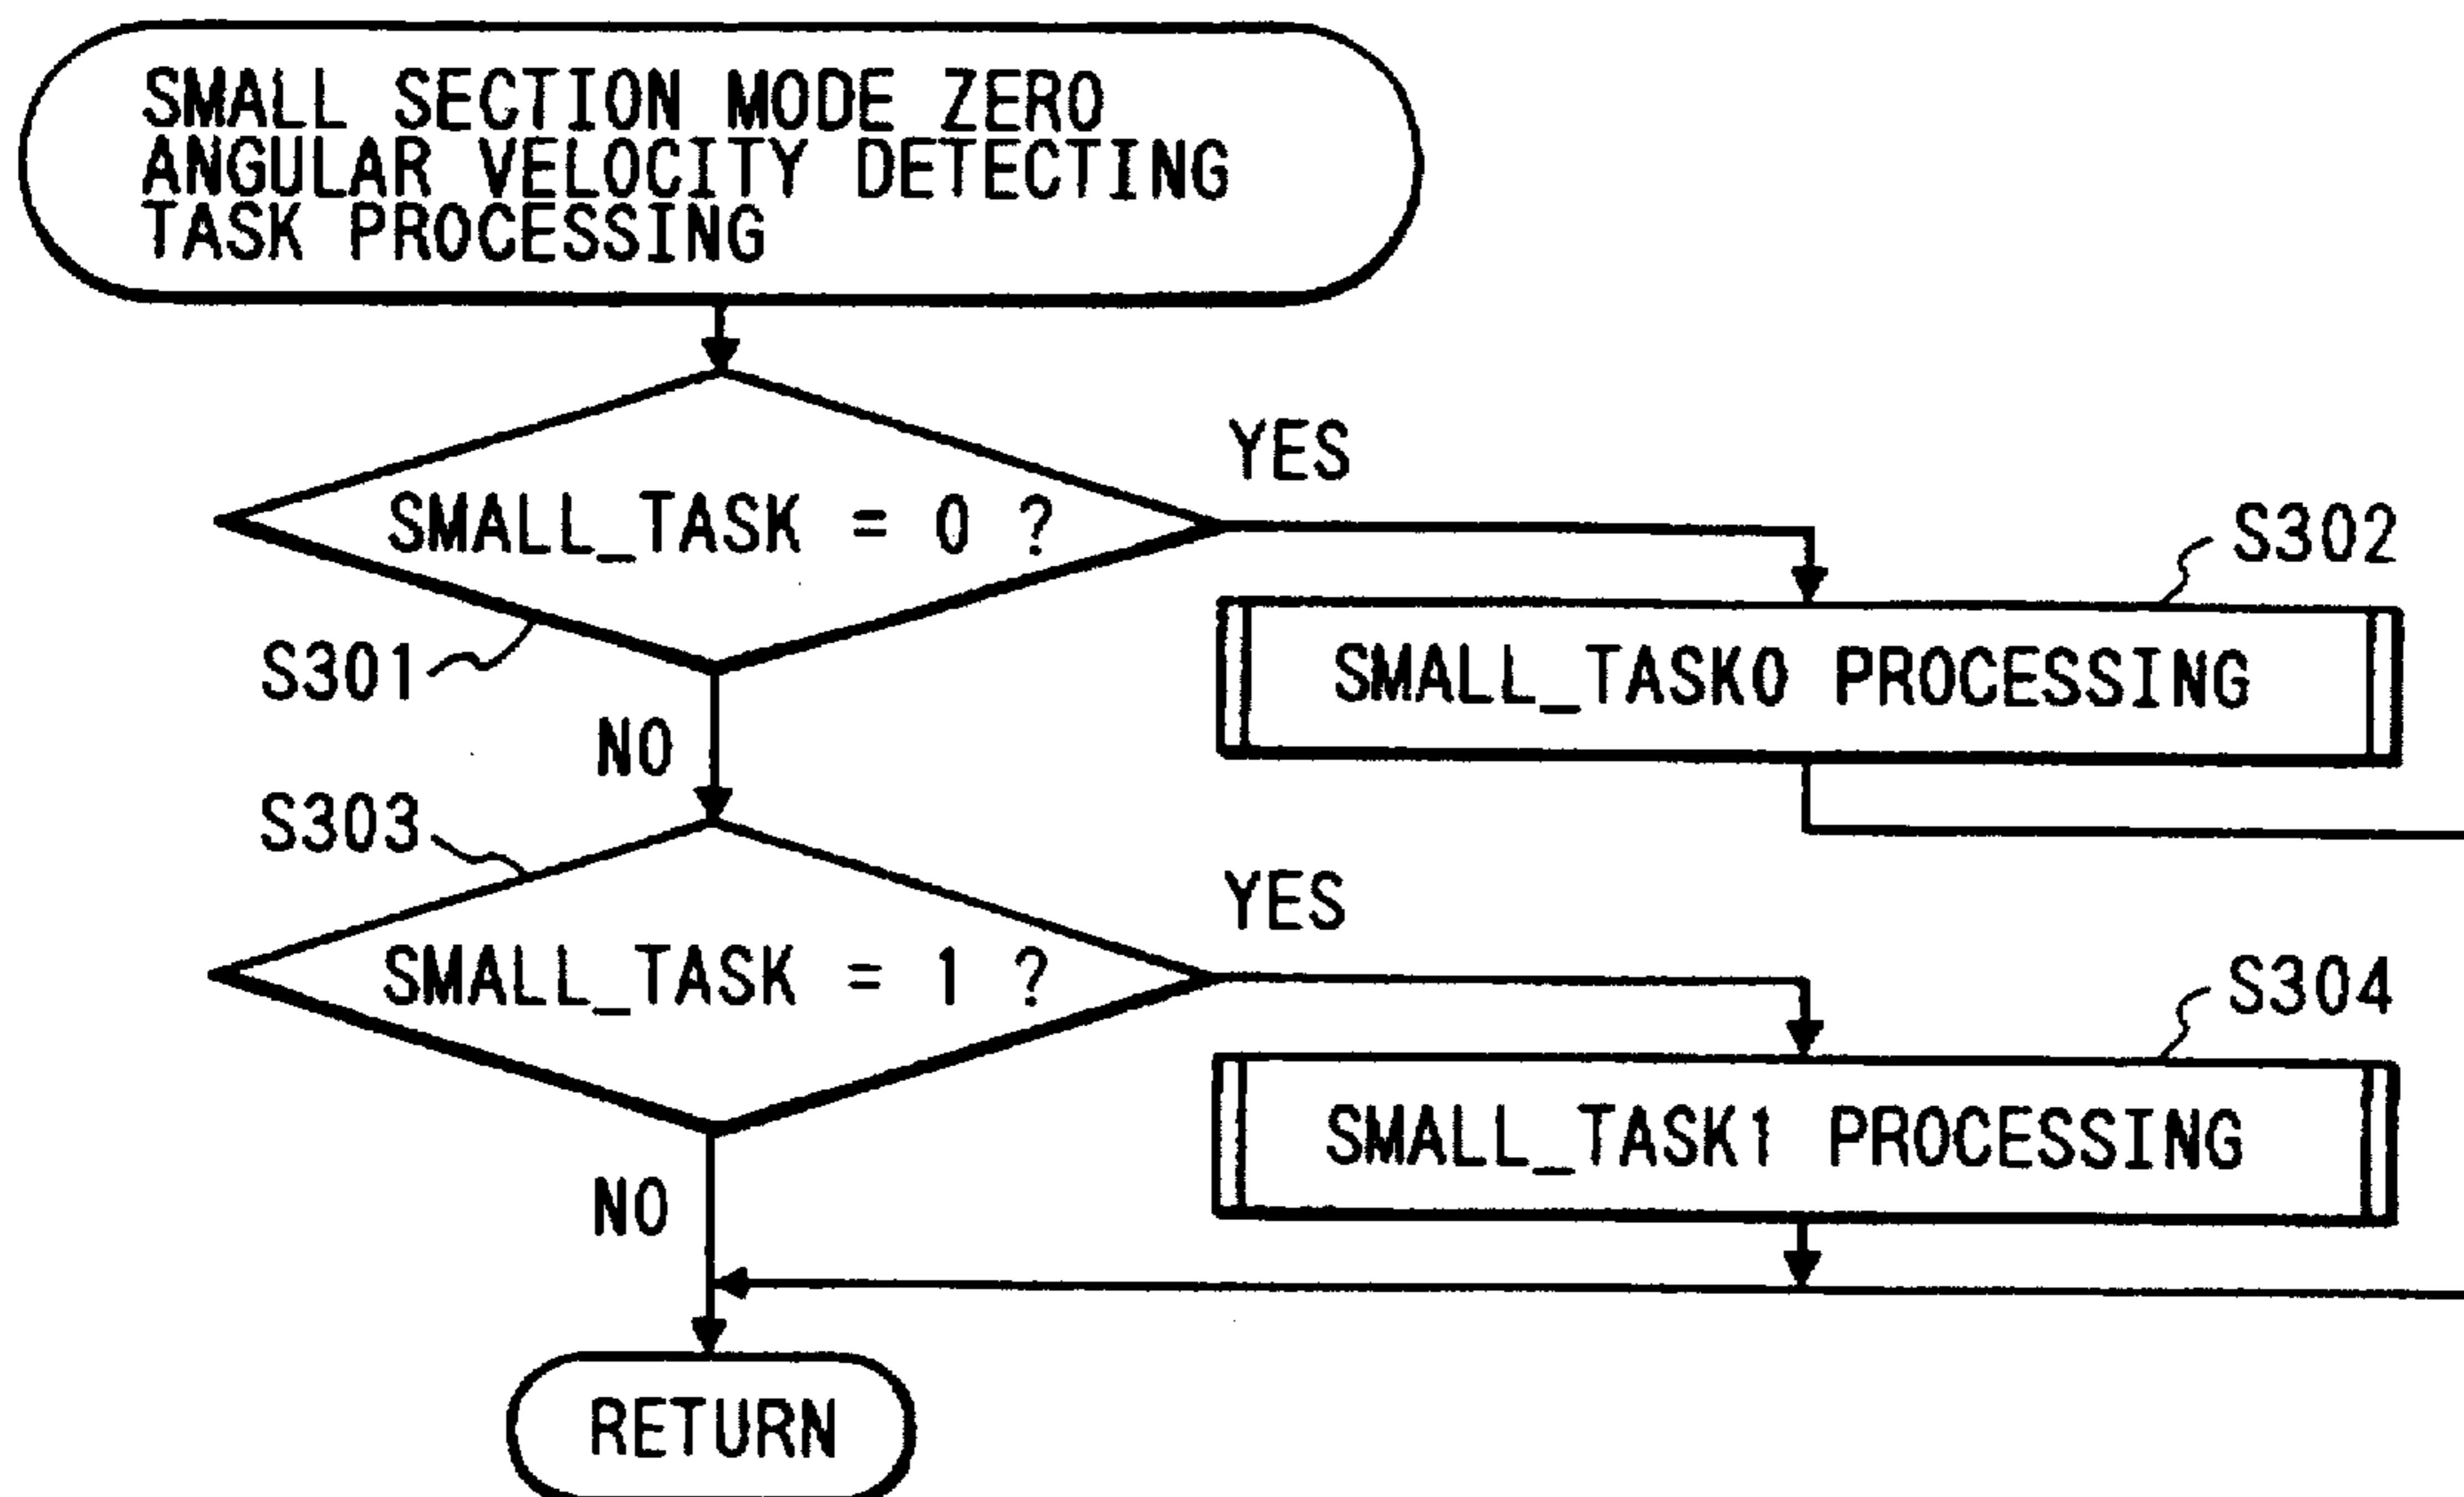 SMALL SECTION MODE ZERO
ANGULAR VELOCITY DETECTING
TASK PROCESSING
YES
SMALL_TASK = 0 ?
S302
S301
SMALL_TASK0 PROCESSING
NO
S303
YES
SMALL_TASK = 1 ?
S304
SMALL_TASK1 PROCESSING
NO
RETURN